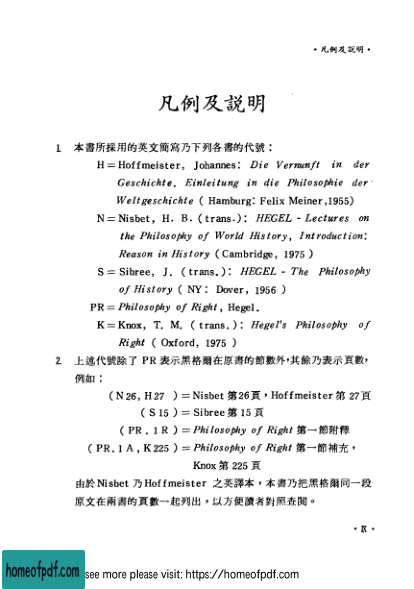 • 凡例及説明 •
凡例及説明
1. 本書所採用的英文簡寫乃下列各書的代號：
H = Hoffmeister, Johannes: Die Vernunft in der
Geschichte. Einleitung in die Philosophie der
Weltgeschichte ( Hamburg: Felix Meiner,1955)
N = Nisbet, H. B. (trans.): HEGEL - Lectures on
the Philosophy of World History, Introduction:
Reason in History ( Cambridge, 1975 )
S = Sibree, J. ( trans.): HEGEL - The Philosophy
of History ( NY: Dover, 1956 )
PR = Philosophy of Right, Hegel.
K = Knox, T. M. ( trans.): Hegel's Philosophy of
Right ( Oxford, 1975 )
2. 上述代號除了 PR 表示黑格爾在原書的節數外，其餘乃表示頁數，
例如：
( N 26, H 27 ) = Nisbet 第26頁，Hoffmeister 第 27頁
( S 15 ) = Sibree 第 15 頁
( PR. 1 R ) = Philosophy of Right 第一節附釋
( PR. 1 A , K 225 ) = Philosophy of Right 第一節補充，
Knox 第 225 頁
由於 Nisbet 乃 Hoffmeister 之英譯本，本書乃把黑格爾同一段
原文在兩書的頁數一起列出，以方便讀者對照查閱。
• IX •
homeofpdf.com
see more please visit: https://homeofpdf.com